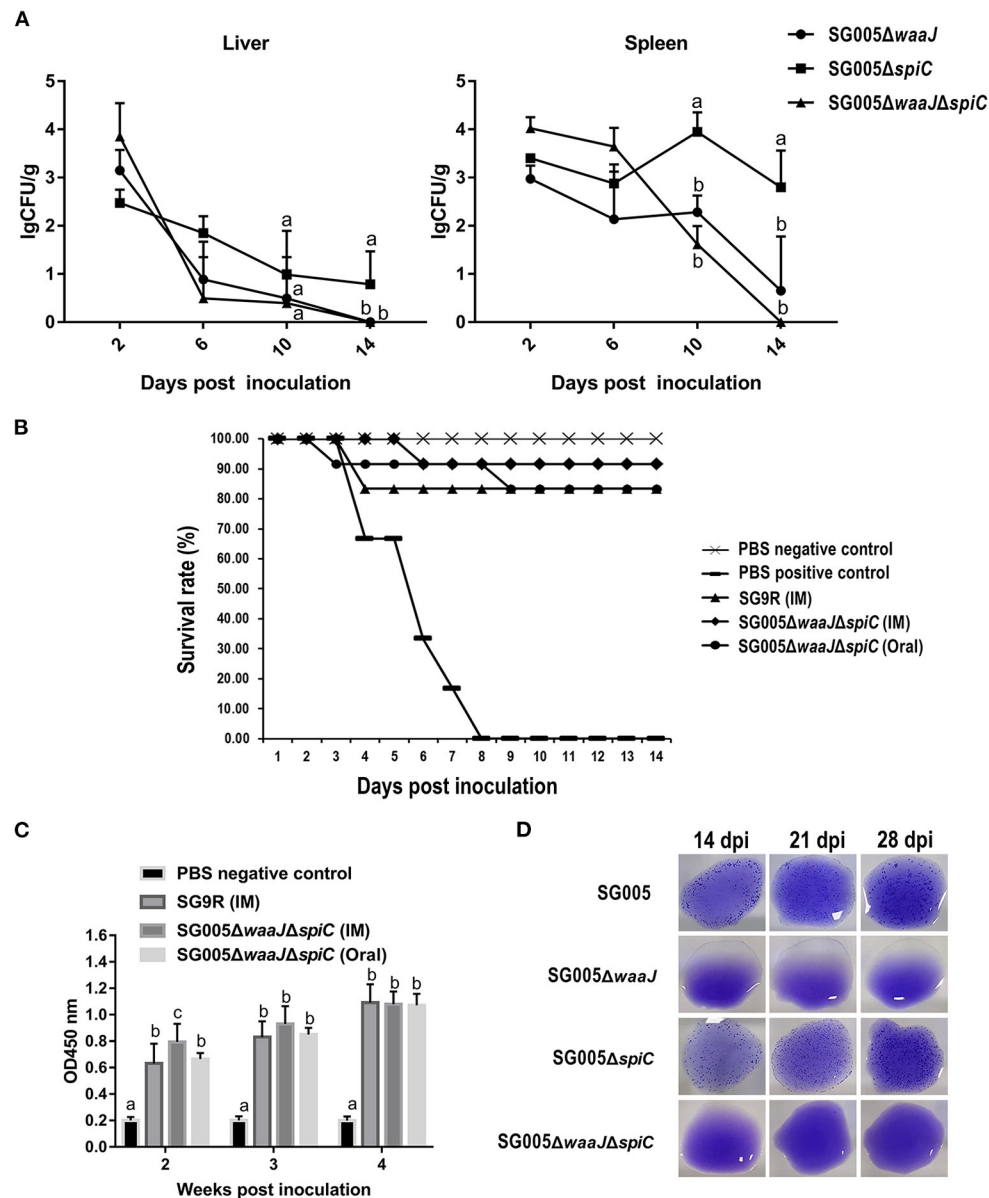 A
Liver
Spleen
SG005ΔwaaJ
SG005ΔspiC
SG005ΔwaaJΔspiC
lgCFU/g
5
4
3
2
1
0
a
a
a
a
b b
2
6
10
14
Days post inoculation
lgCFU/g
5
4
3
2
1
0
a
a
b
b
b
b
2
6
10
14
Days post inoculation
B
Survival rate (%)
100.00
90.00
80.00
70.00
60.00
50.00
40.00
30.00
20.00
10.00
0.00
1 2 3 4 5 6 7 8 9 10 11 12 13 14
Days post inoculation
PBS negative control
PBS positive control
SG9R (IM)
SG005ΔwaaJΔspiC (IM)
SG005ΔwaaJΔspiC (Oral)
C
PBS negative control
SG9R (IM)
SG005ΔwaaJΔspiC (IM)
SG005ΔwaaJΔspiC (Oral)
OD450 nm
1.6
1.4
1.2
1.0
0.8
0.6
0.4
0.2
0.0
a b c b
a b b b
a b b b
2 3 4
Weeks post inoculation
D
14 dpi 21 dpi 28 dpi
SG005
SG005ΔwaaJ
SG005ΔspiC
SG005ΔwaaJΔspiC